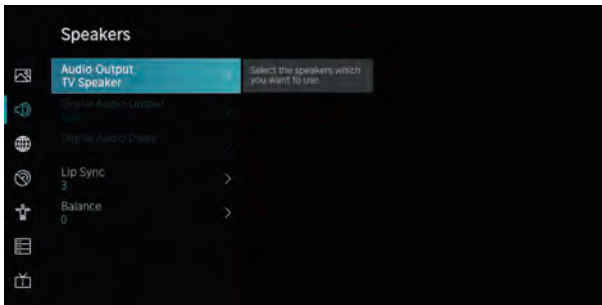 Speakers
Audio Output
TV Speaker
Select the speakers which
you want to use.
Digital Audio Output
Digital Audio Delay
Lip Sync
3
Balance
0